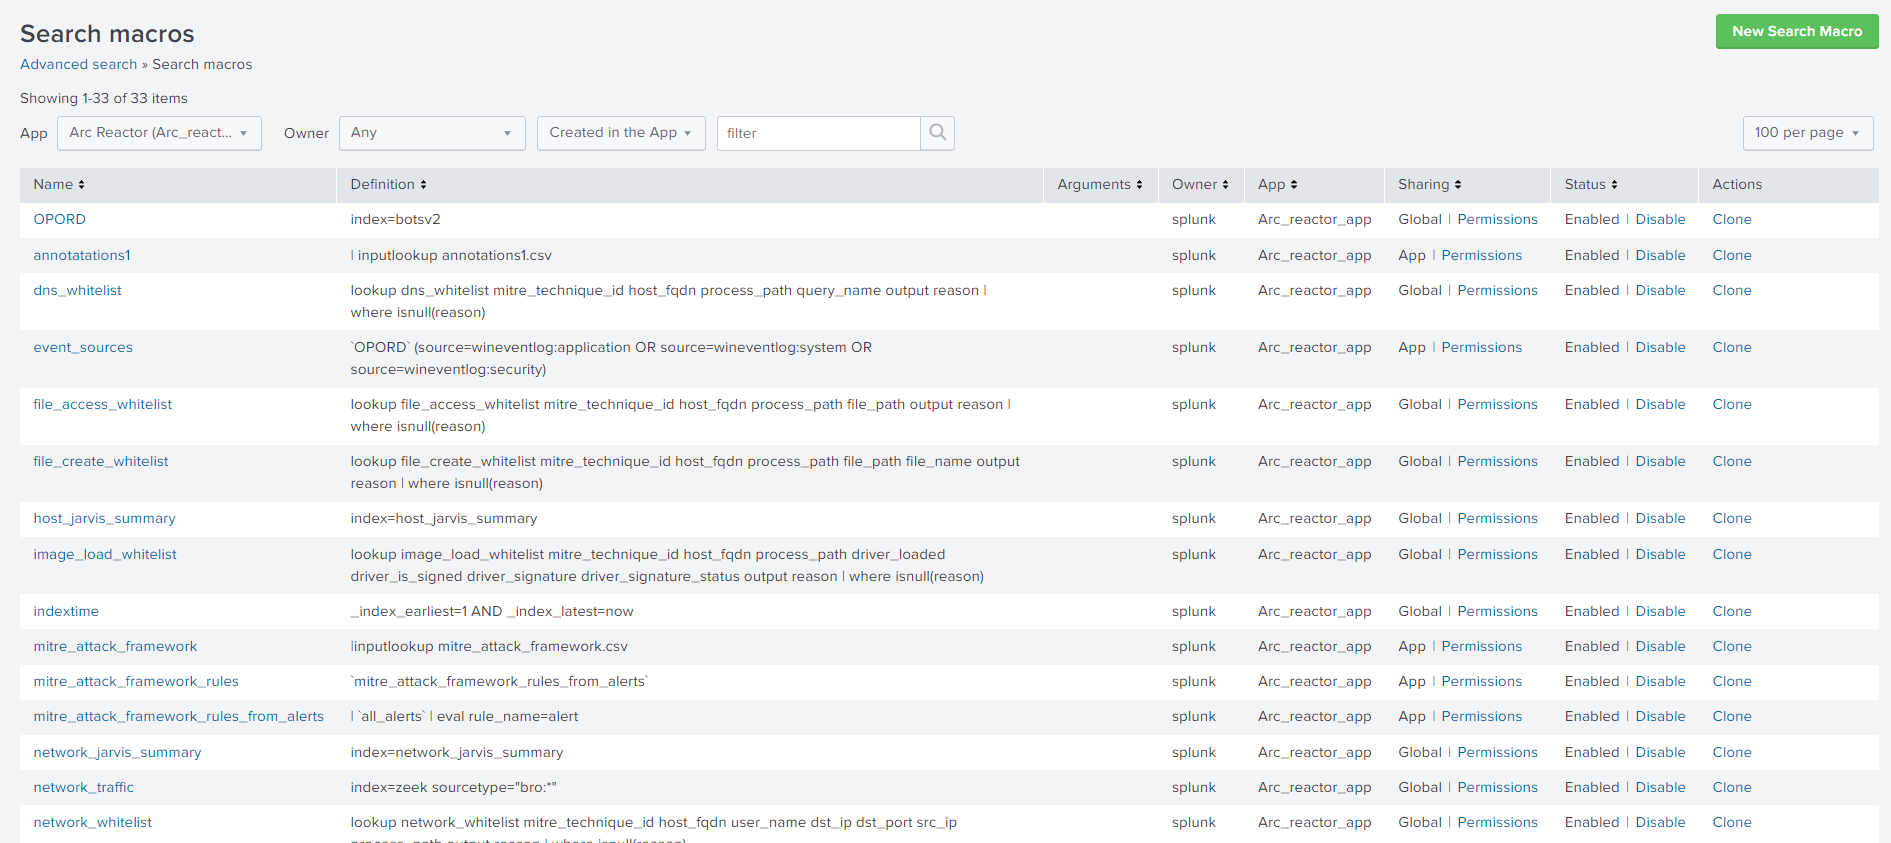 Search macros
New Search Macro
Advanced search » Search macros
Showing 1-33 of 33 items
App Arc Reactor (Arc_react... Owner Any Created in the App filter 100 per page
Name Definition Arguments Owner App Sharing Status Actions
OPORD index=botsv2 splunk Arc_reactor_app Global | Permissions Enabled | Disable Clone
annotatations1 | inputlookup annotations1.csv splunk Arc_reactor_app App | Permissions Enabled | Disable Clone
dns_whitelist lookup dns_whitelist mitre_technique_id host_fqdn process_path query_name output reason | splunk Arc_reactor_app Global | Permissions Enabled | Disable Clone
where isnull(reason)
event_sources `OPORD` (source=wineventlog:application OR source=wineventlog:system OR splunk Arc_reactor_app App | Permissions Enabled | Disable Clone
source=wineventlog:security)
file_access_whitelist lookup file_access_whitelist mitre_technique_id host_fqdn process_path file_path output reason | splunk Arc_reactor_app Global | Permissions Enabled | Disable Clone
where isnull(reason)
file_create_whitelist lookup file_create_whitelist mitre_technique_id host_fqdn process_path file_path file_name output splunk Arc_reactor_app Global | Permissions Enabled | Disable Clone
reason | where isnull(reason)
host_jarvis_summary index=host_jarvis_summary splunk Arc_reactor_app Global | Permissions Enabled | Disable Clone
image_load_whitelist lookup image_load_whitelist mitre_technique_id host_fqdn process_path driver_loaded splunk Arc_reactor_app Global | Permissions Enabled | Disable Clone
driver_is_signed driver_signature driver_signature_status output reason | where isnull(reason)
indextime _index_earliest=1 AND _index_latest=now splunk Arc_reactor_app Global | Permissions Enabled | Disable Clone
mitre_attack_framework |inputlookup mitre_attack_framework.csv splunk Arc_reactor_app App | Permissions Enabled | Disable Clone
mitre_attack_framework_rules `mitre_attack_framework_rules_from_alerts` splunk Arc_reactor_app App | Permissions Enabled | Disable Clone
mitre_attack_framework_rules_from_alerts | `all_alerts` | eval rule_name=alert splunk Arc_reactor_app App | Permissions Enabled | Disable Clone
network_jarvis_summary index=network_jarvis_summary splunk Arc_reactor_app Global | Permissions Enabled | Disable Clone
network_traffic index=zeek sourcetype="bro:*" splunk Arc_reactor_app Global | Permissions Enabled | Disable Clone
network_whitelist lookup network_whitelist mitre_technique_id host_fqdn user_name dst_ip dst_port src_ip splunk Arc_reactor_app Global | Permissions Enabled | Disable Clone
process_path output reason | where isnull(reason)